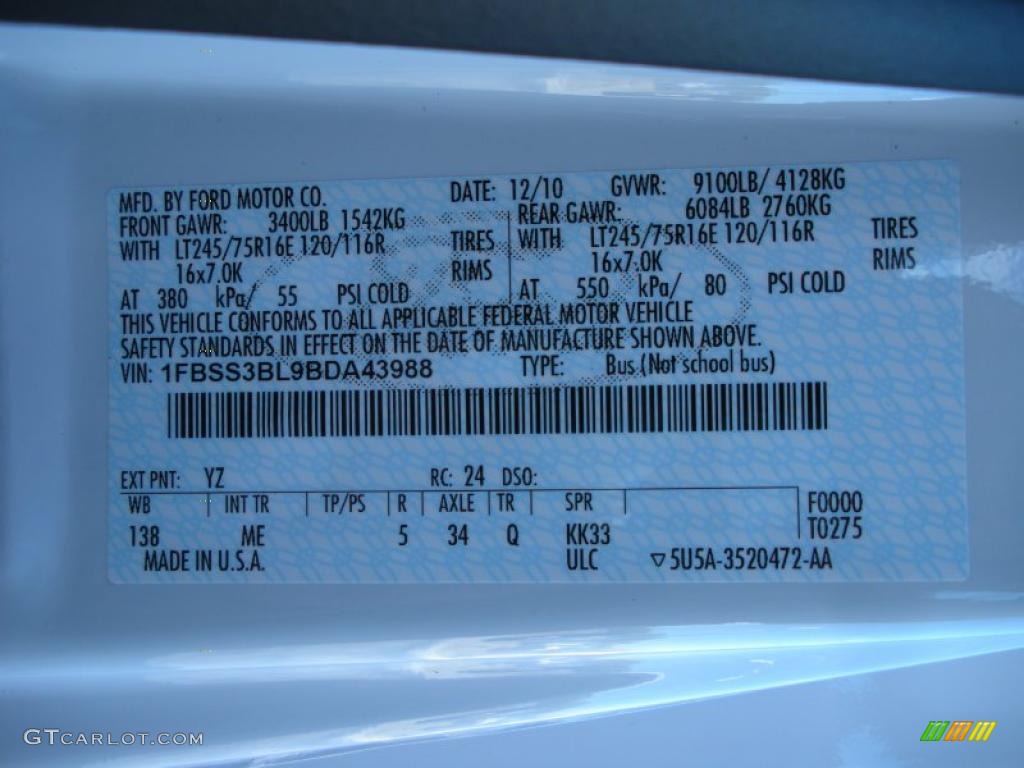 MFD. BY FORD MOTOR CO. DATE: 12/10 GVWR: 9100LB/ 4128KG
FRONT GAWR: 3400LB 1542KG REAR GAWR: 6084LB 2760KG
WITH LT245/75R16E 120/116R TIRES WITH LT245/75R16E 120/116R TIRES
16x7.0K RIMS 16x7.0K RIMS
AT 380 kPa/ 55 PSI COLD AT 550 kPa/ 80 PSI COLD
THIS VEHICLE CONFORMS TO ALL APPLICABLE FEDERAL MOTOR VEHICLE
SAFETY STANDARDS IN EFFECT ON THE DATE OF MANUFACTURE SHOWN ABOVE.
VIN: 1FBSS3BL9BDA43988 TYPE: Bus (Not school bus)
EXT PNT: YZ RC: 24 DSO:
WB INT TR TP/PS R AXLE TR SPR F0000
138 ME 5 34 Q KK33 T0275
MADE IN U.S.A. ULC ▽5U5A-3520472-AA
GTCARLOT.COM